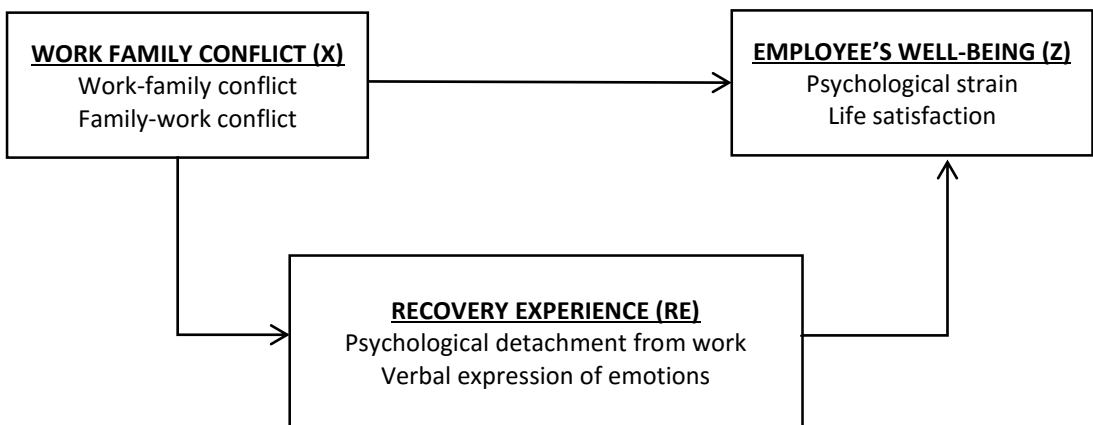 WORK FAMILY CONFLICT (X)
Work-family conflict
Family-work conflict
EMPLOYEE’S WELL-BEING (Z)
Psychological strain
Life satisfaction
RECOVERY EXPERIENCE (RE)
Psychological detachment from work
Verbal expression of emotions